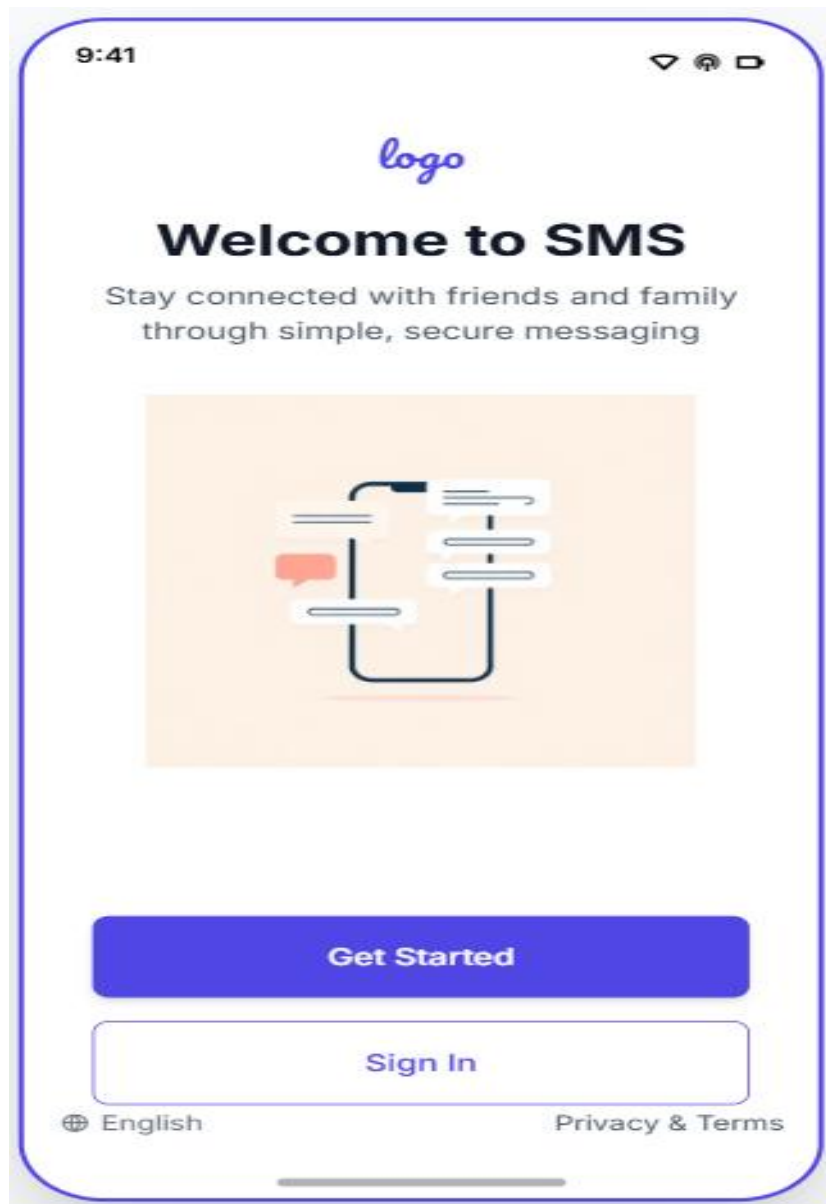 9:41
logo
Welcome to SMS
Stay connected with friends and family
through simple, secure messaging
Get Started
Sign In
English
Privacy & Terms